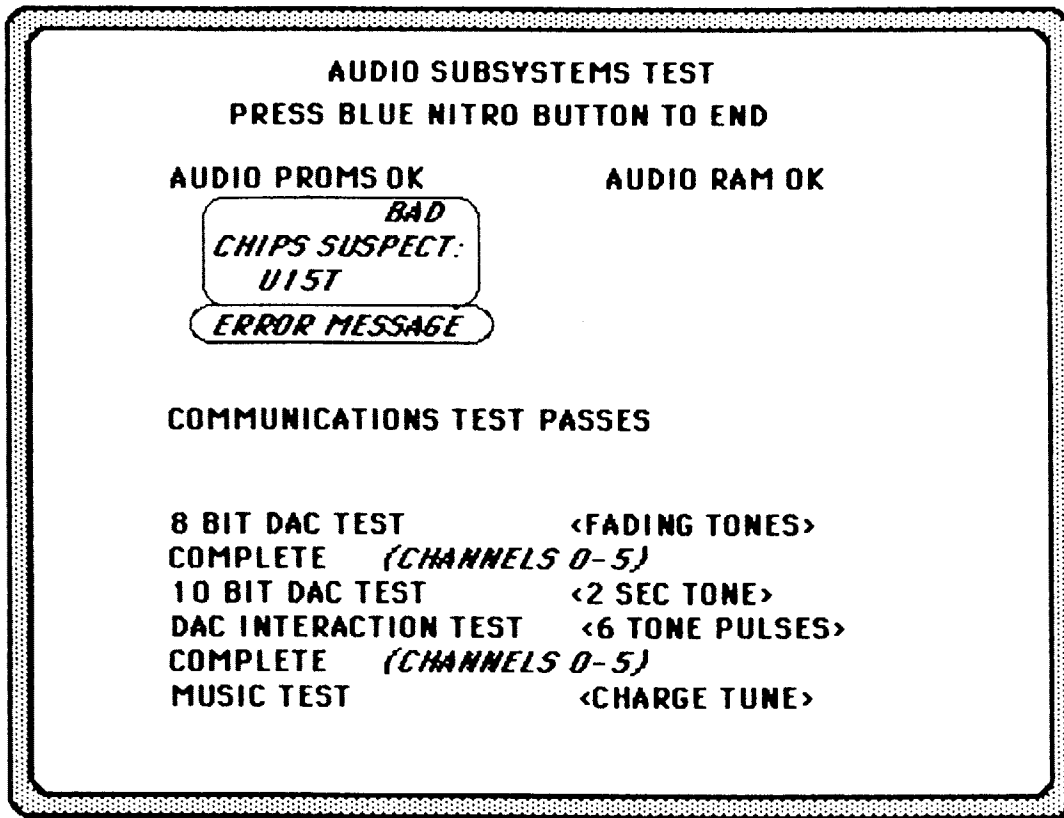 AUDIO SUBSYSTEMS TEST
PRESS BLUE NITRO BUTTON TO END
AUDIO PROMS OK AUDIO RAM OK
BAD
CHIPS SUSPECT:
U15T
ERROR MESSAGE
COMMUNICATIONS TEST PASSES
8 BIT DAC TEST <FADING TONES>
COMPLETE (CHANNELS 0-5)
10 BIT DAC TEST <2 SEC TONE>
DAC INTERACTION TEST <6 TONE PULSES>
COMPLETE (CHANNELS 0-5)
MUSIC TEST <CHARGE TUNE>